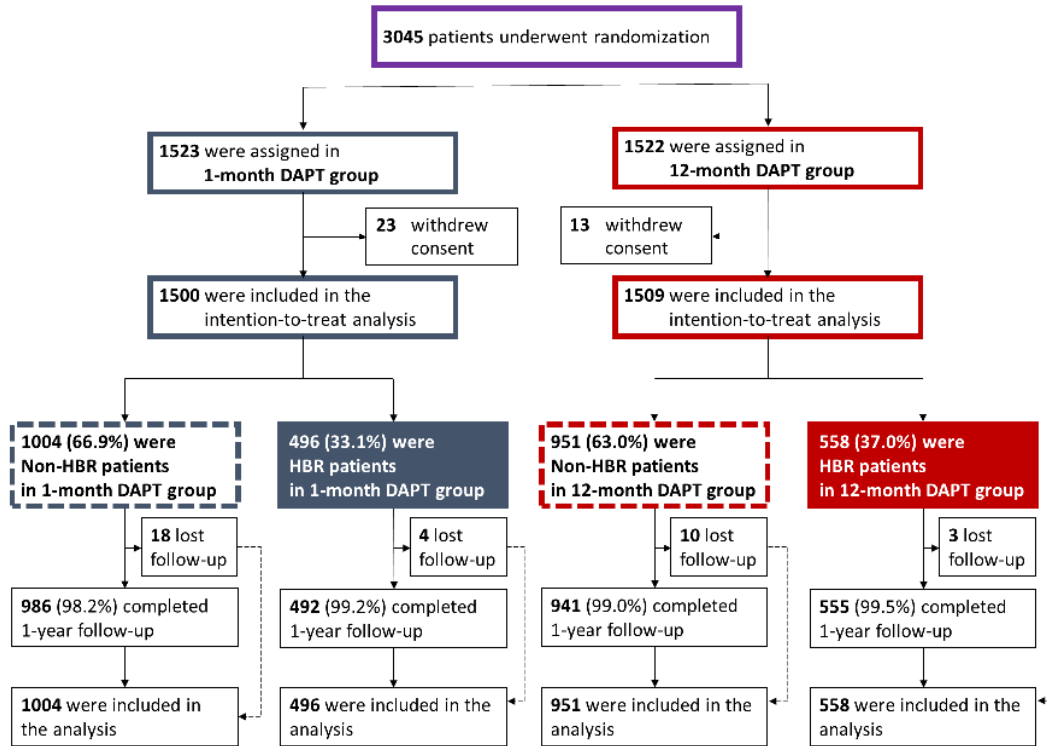 3045 patients underwent randomization
1523 were assigned in
1-month DAPT group
1522 were assigned in
12-month DAPT group
23 withdrew
consent
13 withdrew
consent
1500 were included in the
intention-to-treat analysis
1509 were included in the
intention-to-treat analysis
1004 (66.9%) were
Non-HBR patients
in 1-month DAPT group
496 (33.1%) were
HBR patients
in 1-month DAPT group
951 (63.0%) were
Non-HBR patients
in 12-month DAPT group
558 (37.0%) were
HBR patients
in 12-month DAPT group
18 lost
follow-up
4 lost
follow-up
10 lost
follow-up
3 lost
follow-up
986 (98.2%) completed
1-year follow-up
492 (99.2%) completed
1-year follow-up
941 (99.0%) completed
1-year follow-up
555 (99.5%) completed
1-year follow-up
1004 were included in
the analysis
496 were included in the
analysis
951 were included in the
analysis
558 were included in the
analysis